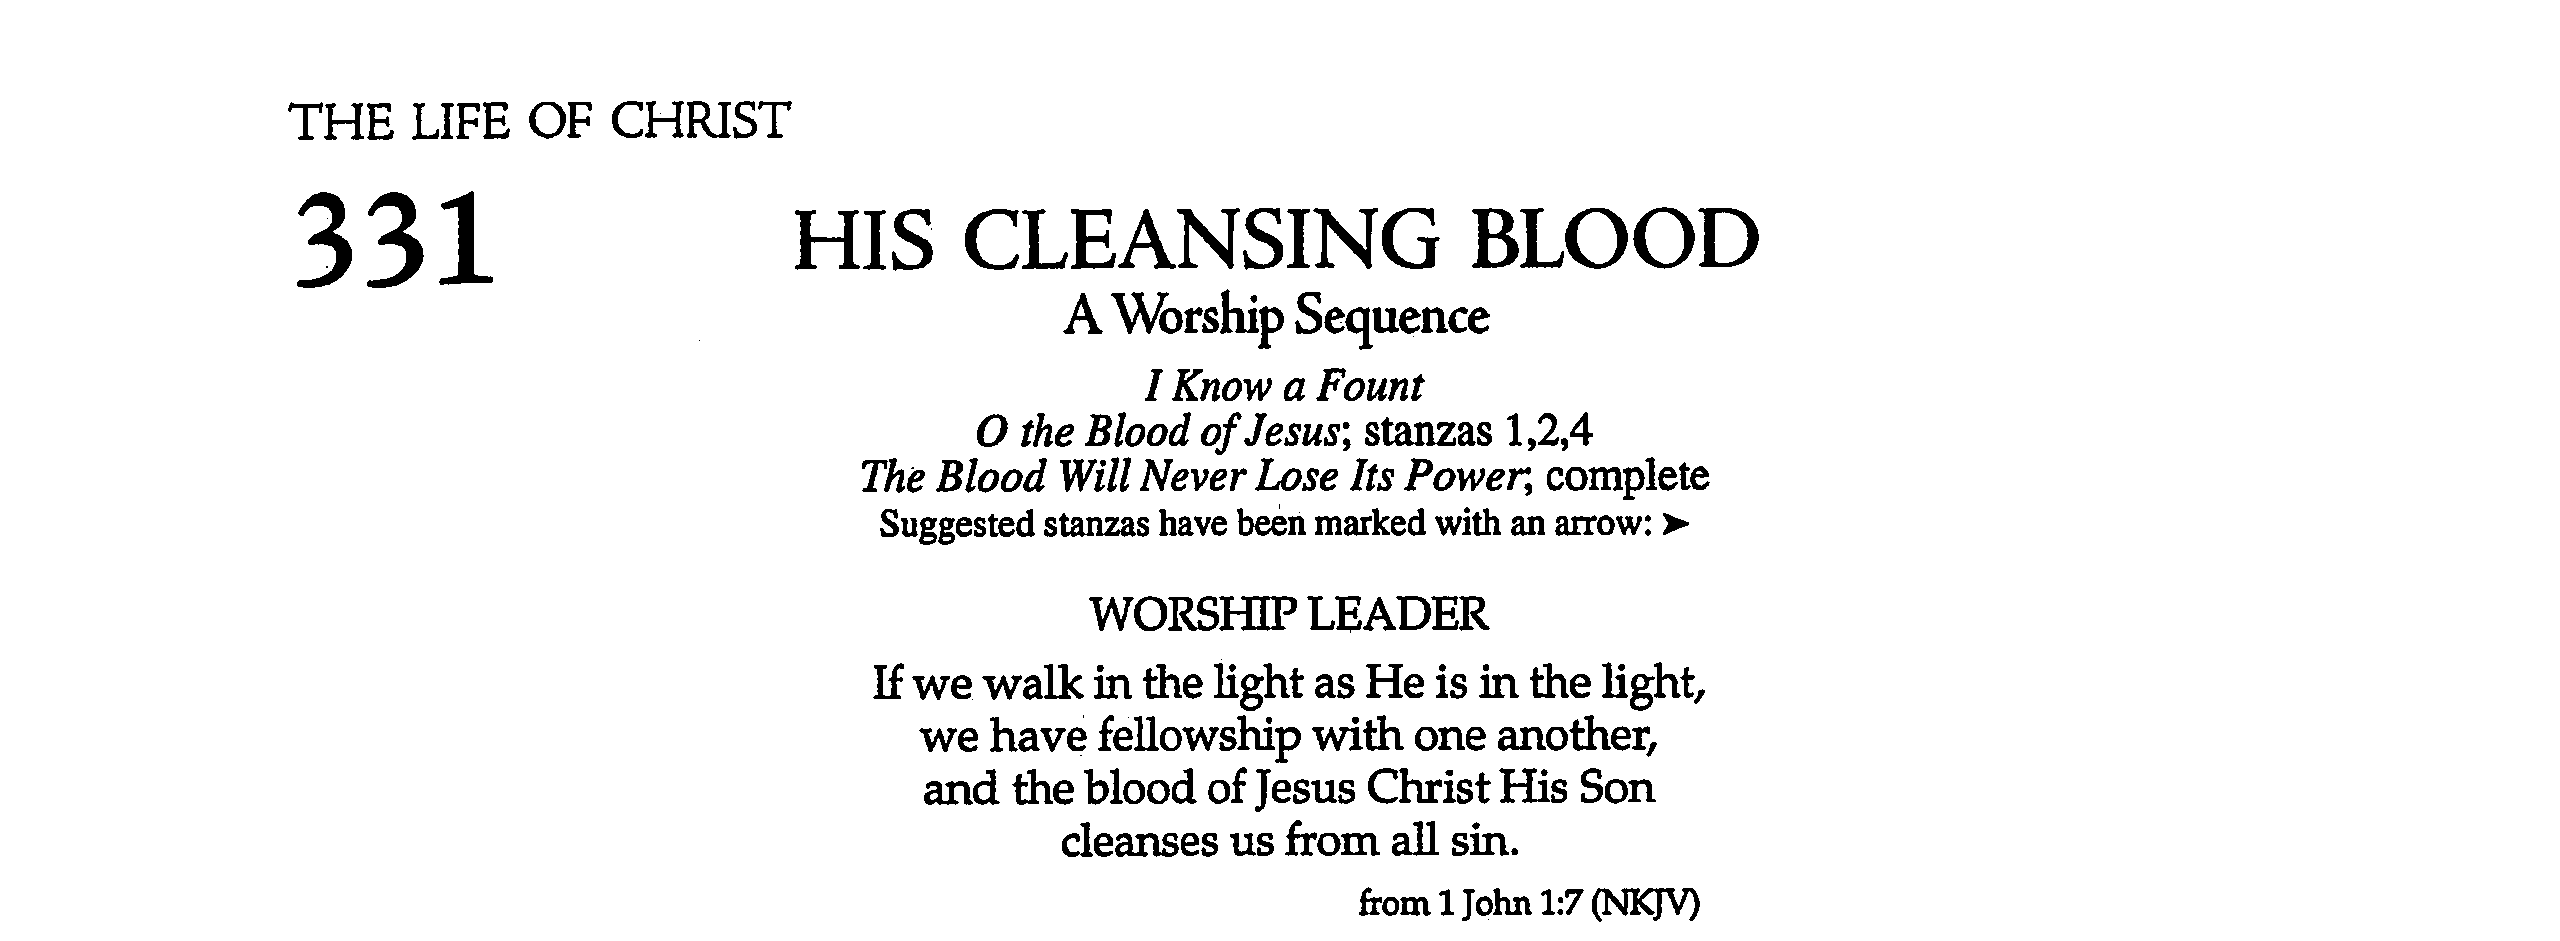 THE LIFE OF CHRIST
331
HIS CLEANSING BLOOD
A Worship Sequence
I Know a Fount
O the Blood of Jesus; stanzas 1,2,4
The Blood Will Never Lose Its Power; complete
Suggested stanzas have been marked with an arrow: ➤
WORSHIP LEADER
If we walk in the light as He is in the light,
we have fellowship with one another,
and the blood of Jesus Christ His Son
cleanses us from all sin.
from 1 John 1:7 (NKJV)